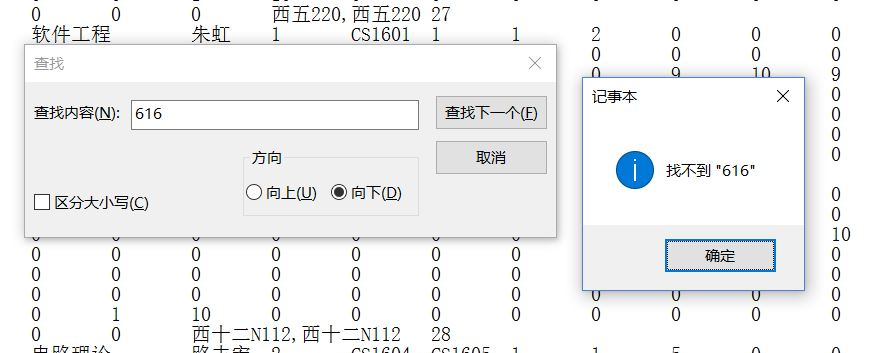 0 0 0 西五220,西五220 27
软件工程 朱虹 1 CS1601 1 1 2 0 0 0
查找
0 0 0 0
0 9 10 9
记事本
0
查找内容(N): 616 查找下一个(F)
0
方向 取消
0
找不到 "616"
向上(U) 向下(D)
0
区分大小写(C)
0
0 0 0 0 0 0 0 10
确定
0 0 0 0 0 0 0 0
0 0 0 0 0 0 0 0
0 0 0 0 0 0 0 0 0 0
0 1 10 0 0 0 0 0 0 0
0 0 西十二N112,西十二N112 28